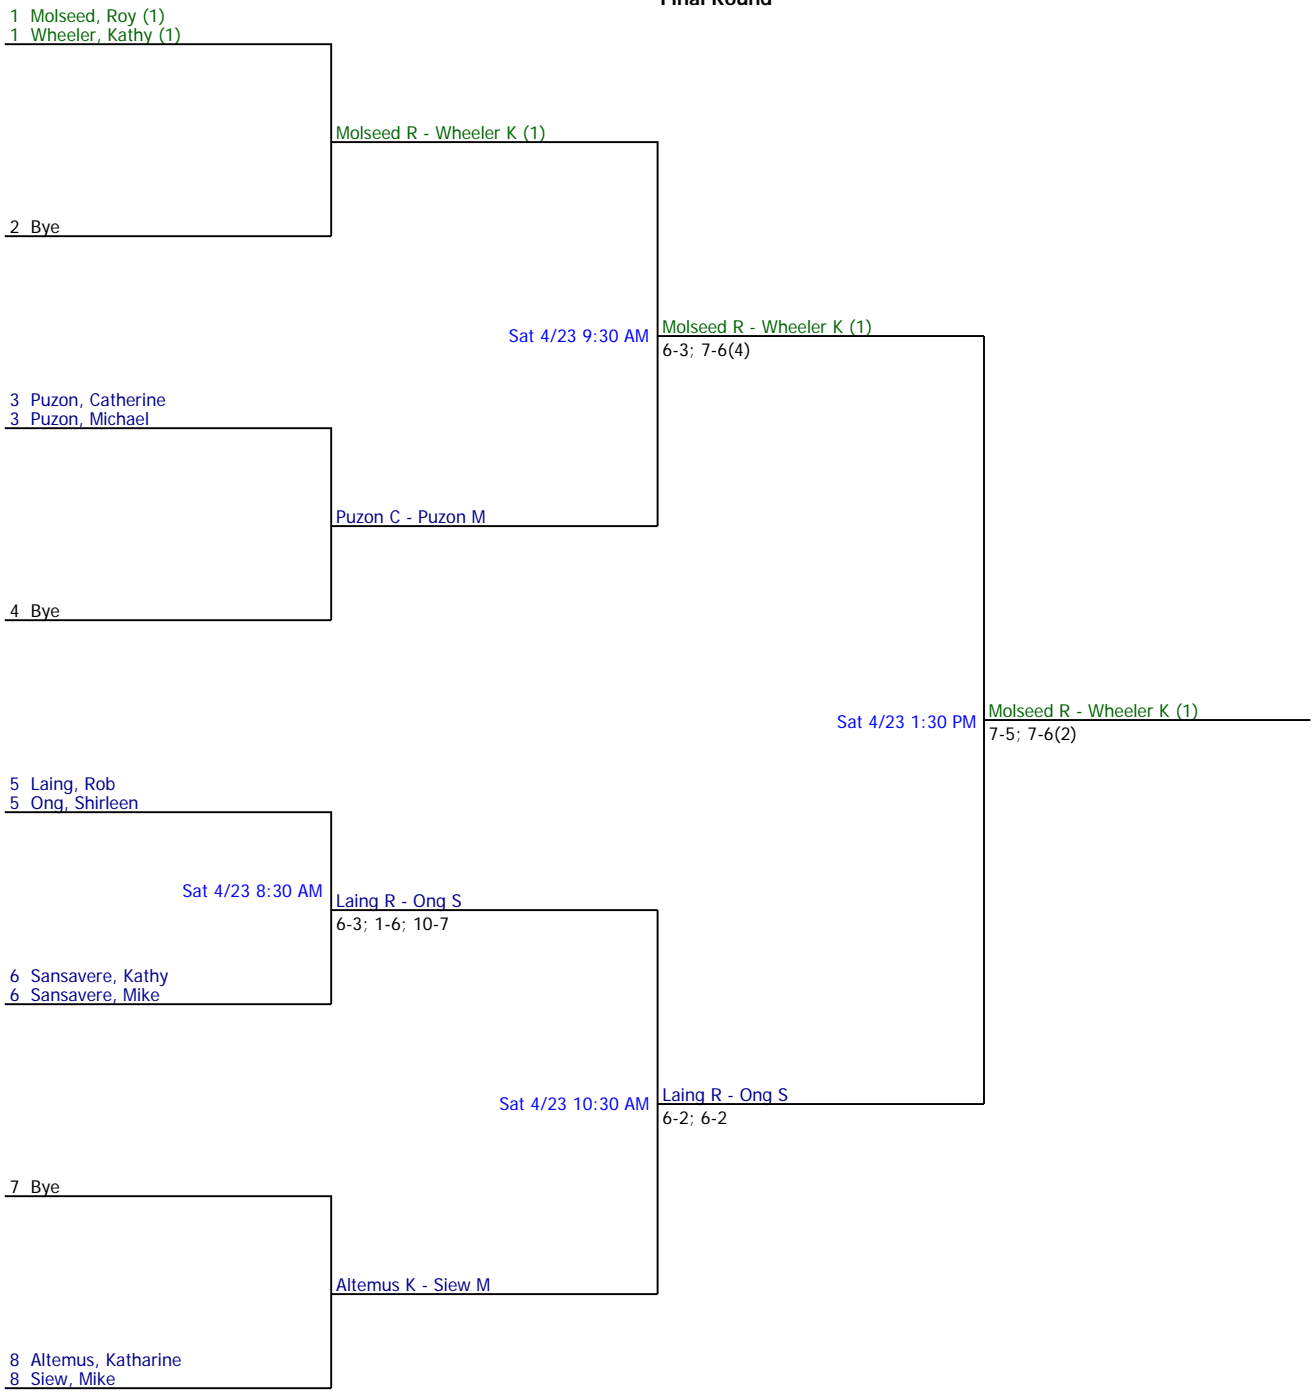 Final Round
1 Molseed, Roy (1)
1 Wheeler, Kathy (1)
Molseed R - Wheeler K (1)
2 Bye
Sat 4/23 9:30 AM
Molseed R - Wheeler K (1)
6-3; 7-6(4)
3 Puzon, Catherine
3 Puzon, Michael
Puzon C - Puzon M
4 Bye
Sat 4/23 1:30 PM
Molseed R - Wheeler K (1)
7-5; 7-6(2)
5 Laing, Rob
5 Ong, Shirleen
Sat 4/23 8:30 AM
Laing R - Ong S
6-3; 1-6; 10-7
6 Sansavere, Kathy
6 Sansavere, Mike
Sat 4/23 10:30 AM
Laing R - Ong S
6-2; 6-2
7 Bye
Altemus K - Siew M
8 Altemus, Katharine
8 Siew, Mike